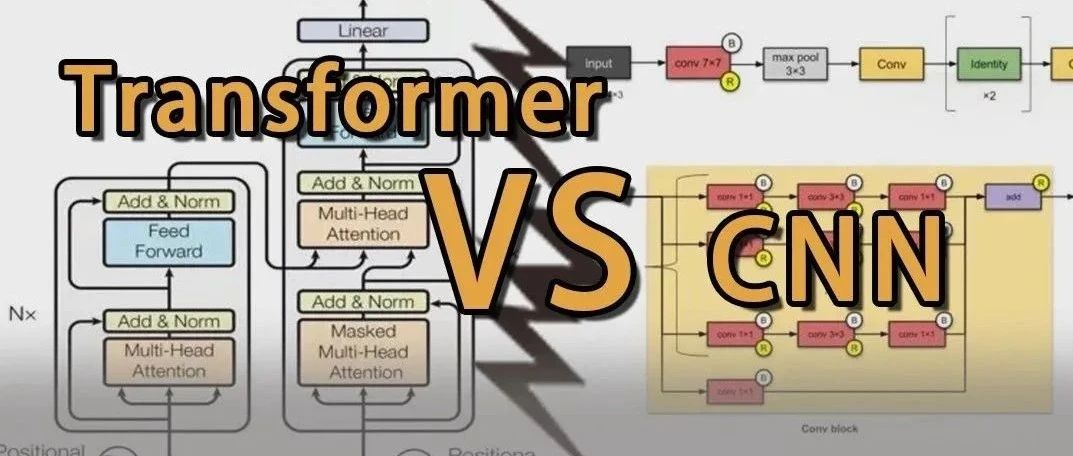 Linear
Transformer
Forward
Add & Norm
Multi-Head
Attention
Add & Norm
Masked
Multi-Head
Attention
Add & Norm
Feed
Forward
Add & Norm
Multi-Head
Attention
Nx
Positional
VS
CNN
Input
conv 7×7
B
R
max pool
3×3
Conv
Identity
×2
conv 1×1
B
conv 3×3
B
conv 1×1
B
add
R
R
R
conv 1×1
B
R
conv 3×3
B
R
conv 1×1
B
conv 1×1
B
Conv block